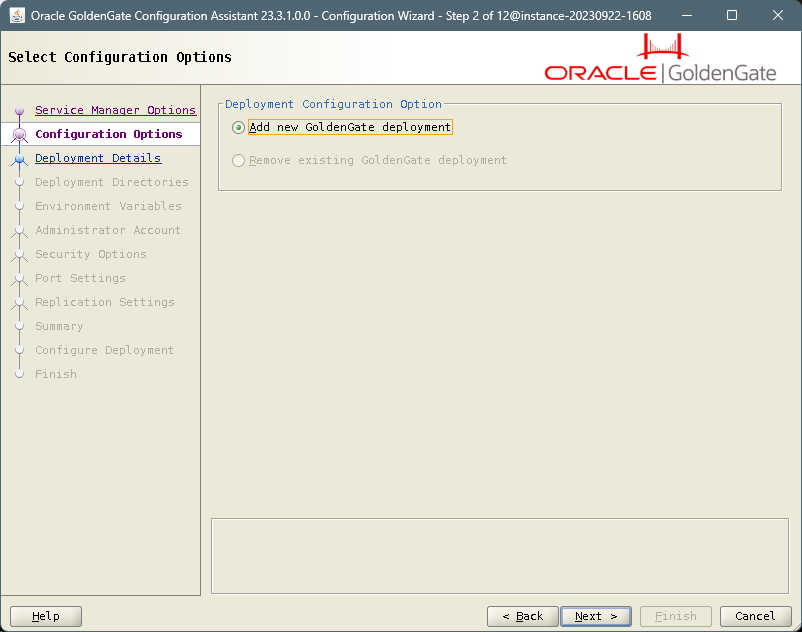 Oracle GoldenGate Configuration Assistant 23.3.1.0.0 - Configuration Wizard - Step 2 of 12@instance-20230922-1608
Select Configuration Options
ORACLE | GoldenGate
Service Manager Options
Configuration Options
Deployment Details
Deployment Directories
Environment Variables
Administrator Account
Security Options
Port Settings
Replication Settings
Summary
Configure Deployment
Finish
Deployment Configuration Option
Add new GoldenGate deployment
Remove existing GoldenGate deployment
Help
< Back
Next >
Finish
Cancel